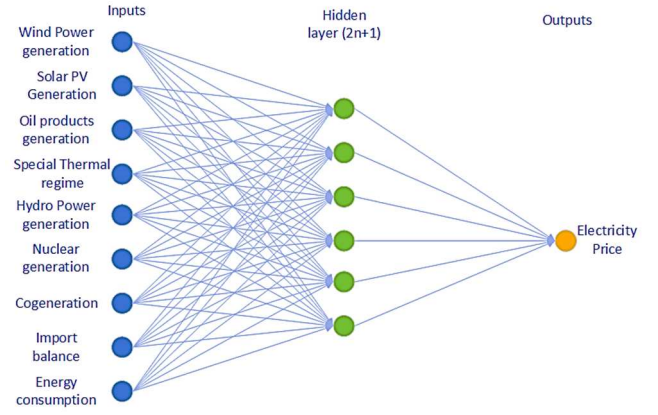 Inputs
Hidden
layer (2n+1)
Outputs
Wind Power
generation
Solar PV
Generation
Oil products
generation
Special Thermal
regime
Hydro Power
generation
Nuclear
generation
Cogeneration
Import
balance
Energy
consumption
Electricity
Price